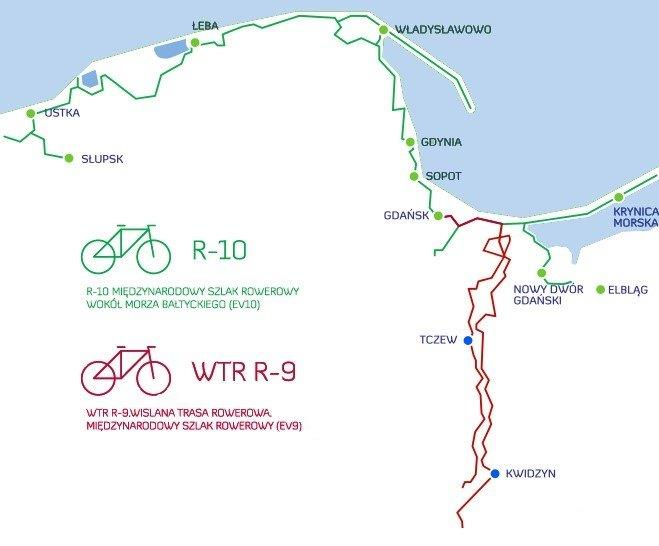 ŁEBA
WŁADYSŁAWOWO
USTKA
SŁUPSK
GDYNIA
SOPOT
GDAŃSK
KRYNICA
MORSKA
NOWY DWÓR
GDAŃSKI
ELBLĄG
TCZEW
KWIDZYN
R-10
R-10 MIĘDZYNARODOWY SZLAK ROWEROWY
WOKÓŁ MORZA BAŁTYCKIEGO (EV10)
WTR R-9
WTR R-9.WISLANA TRASA ROWEROWA.
MIĘDZYNARODOWY SZLAK ROWEROWY (EV9)